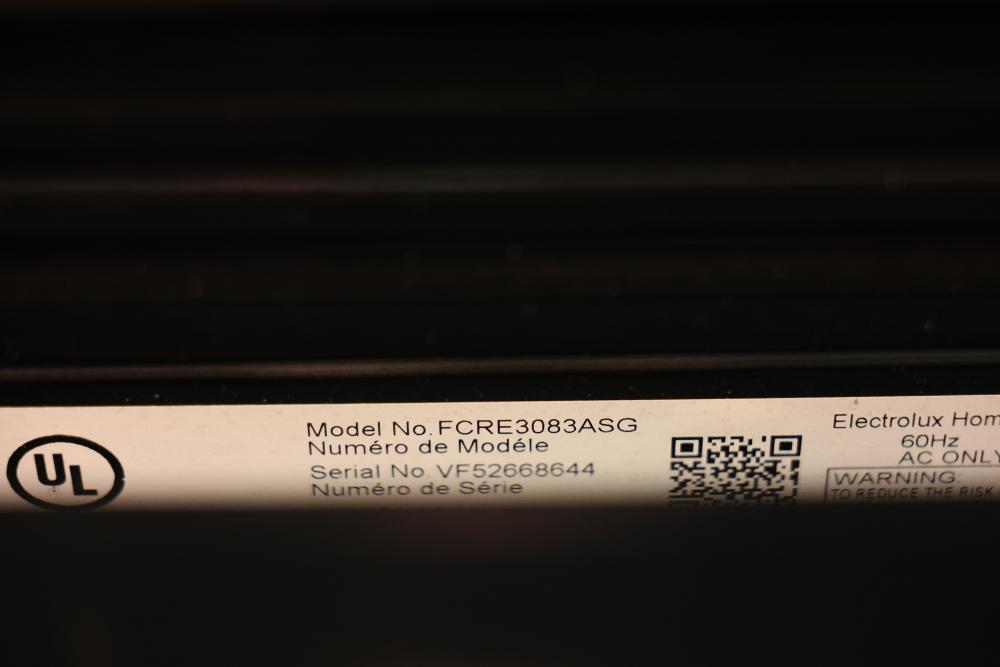 UL
Model No. FCRE3083ASG
Numéro de Modéle
Serial No. VF52668644
Numéro de Série
Electrolux Hom
60Hz
AC ONLY
WARNING:
TO REDUCE THE RISK